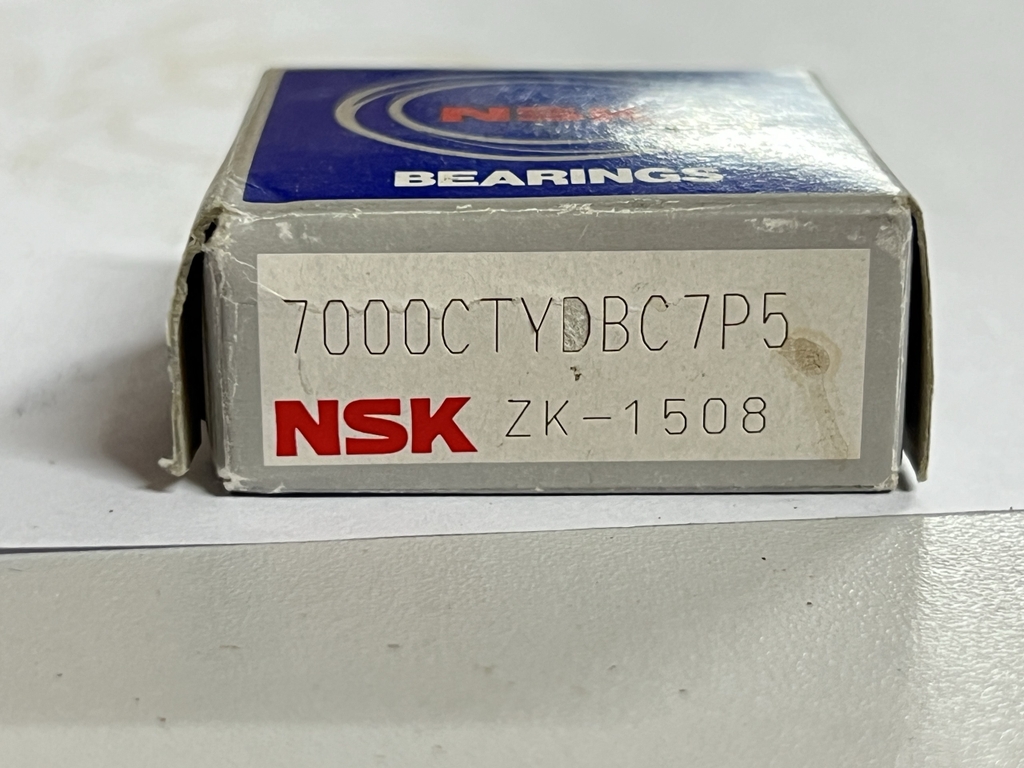 NSK
BEARINGS
7000CTYDBC7P5
NSK ZK-1508